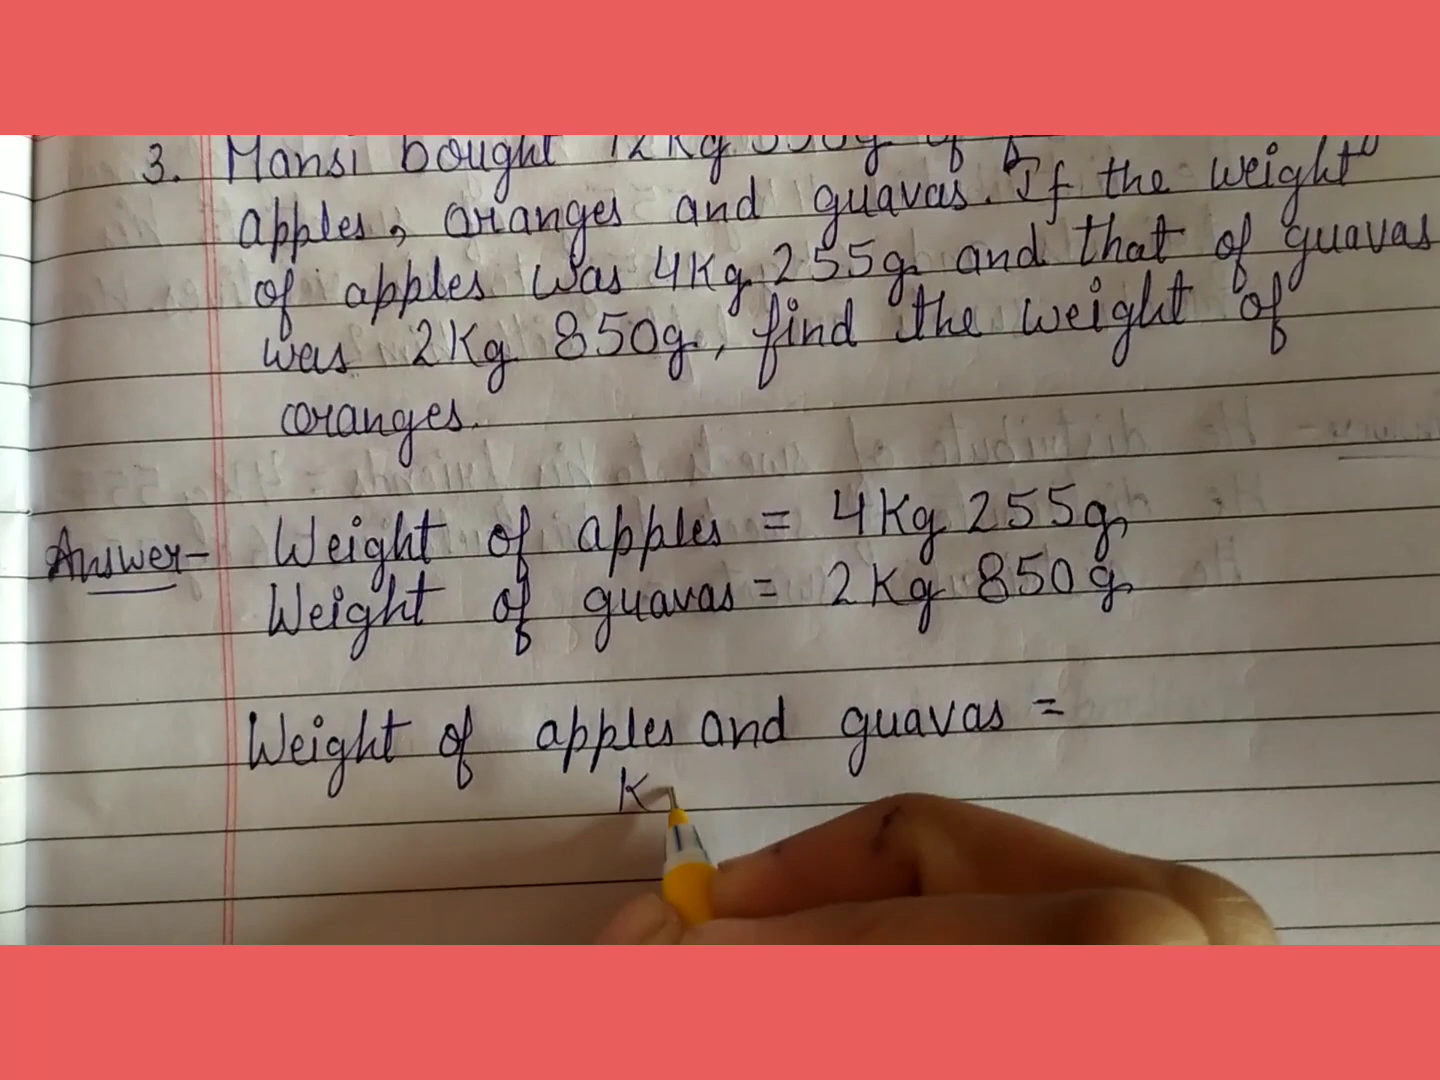 3. Mansi bought 12Kg of
apples, oranges and guavas. If the weight
of apples was 4Kg 255g and that of guavas
was 2Kg 850g, find the weight of
oranges.
Answer- Weight of apples = 4Kg 255g
Weight of guavas = 2Kg 850g
Weight of apples and guavas =
K